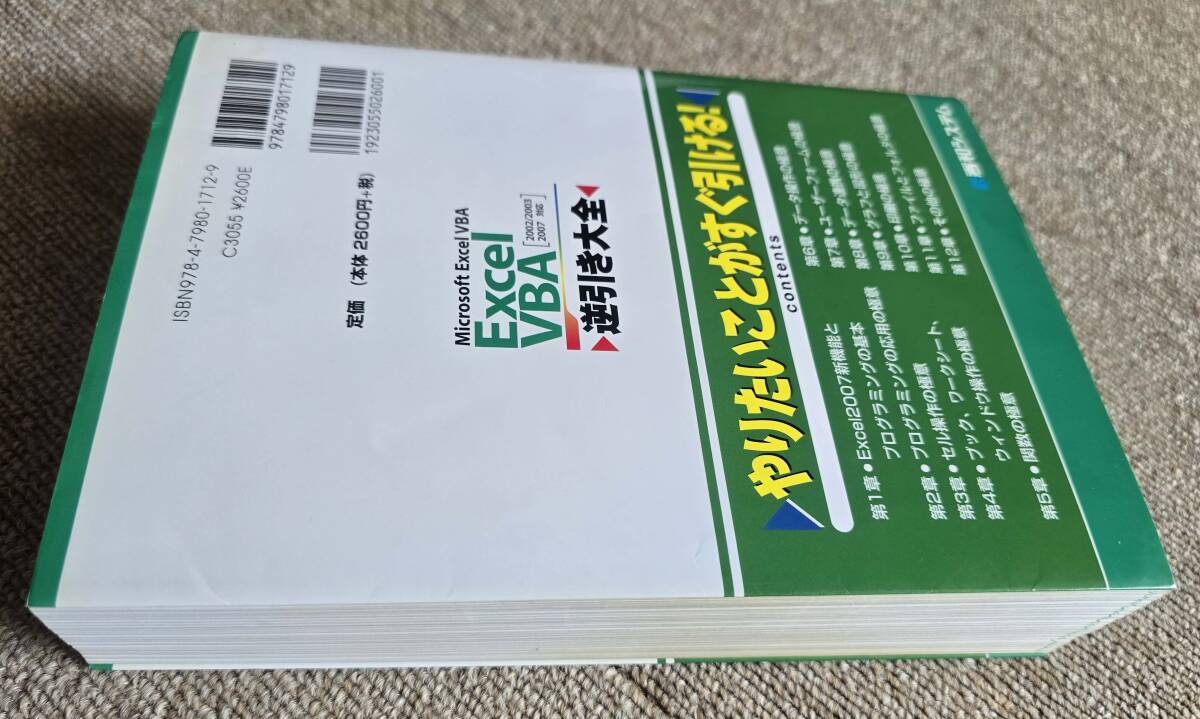 9784798017129
1923055026001
ISBN978-4-7980-1712-9
C3055 ¥2600E
定価 (本体2600円+税)
Microsoft Excel VBA
Excel
VBA
[2002/2003
2007 対応]
逆引き大全
やりたいことがすぐ引ける!
contents
第1章●Excel2007新機能と
プログラミングの基本
第2章●プログラミングの応用の極意
第3章●セル操作の極意
第4章●ブック、ワークシート、
ウィンドウ操作の極意
第5章●関数の極意
第6章●データ操作の極意
第7章●ユーザーフォームの極意
第8章●データ連携の極意
第9章●グラフと図形の極意
第10章●印刷の極意
第11章●ファイルとフォルダの極意
第12章●その他の極意
秀和システム